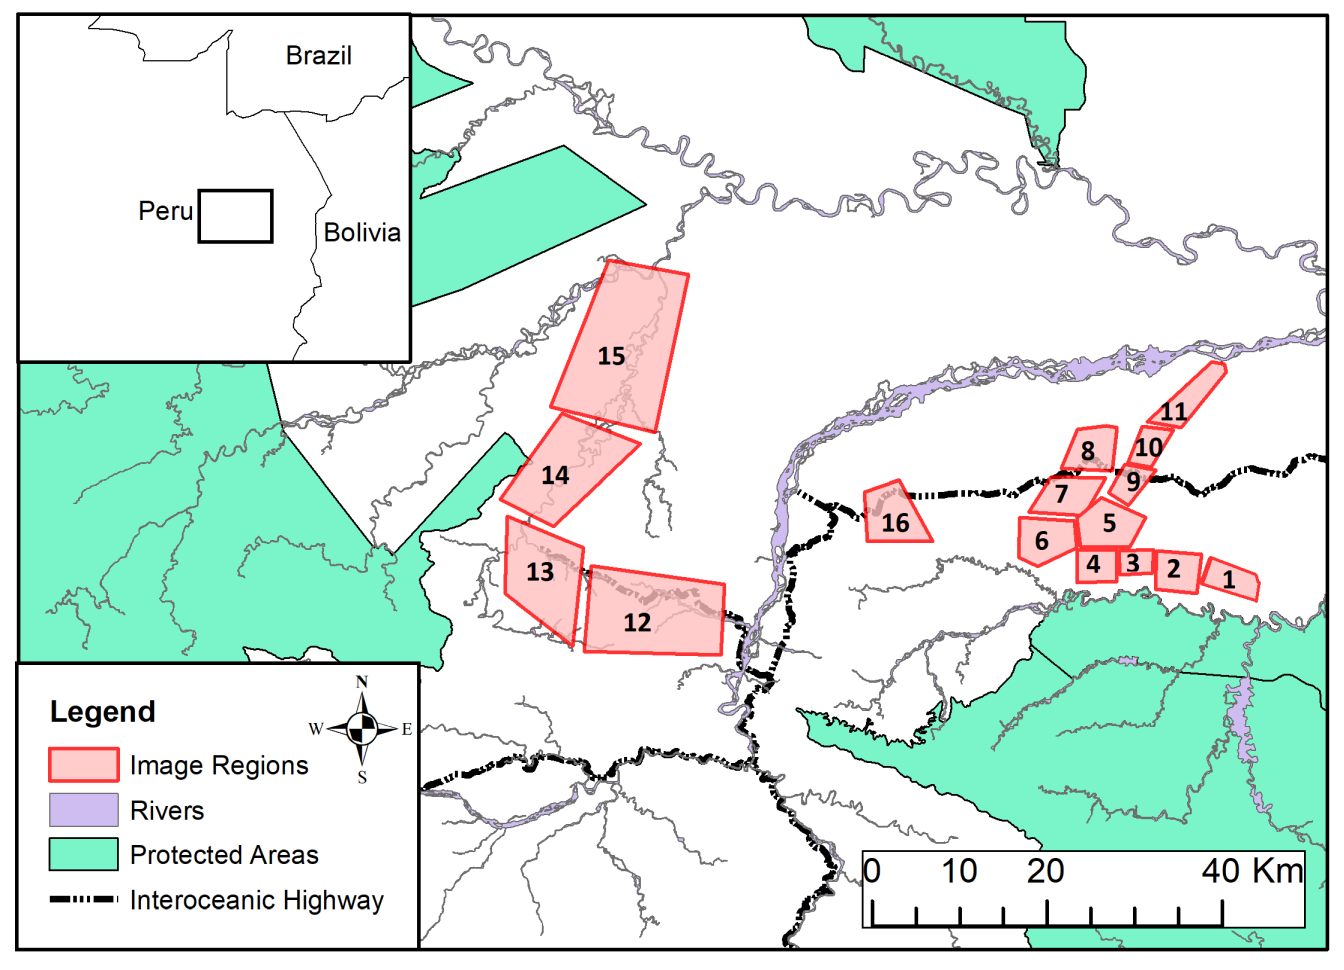 Brazil
Peru
Bolivia
15
14
13
12
16
11
10
8
9
7
5
6
4
3
2
1
Legend
N
W E
S
Image Regions
Rivers
Protected Areas
Interoceanic Highway
0 10 20 40 Km